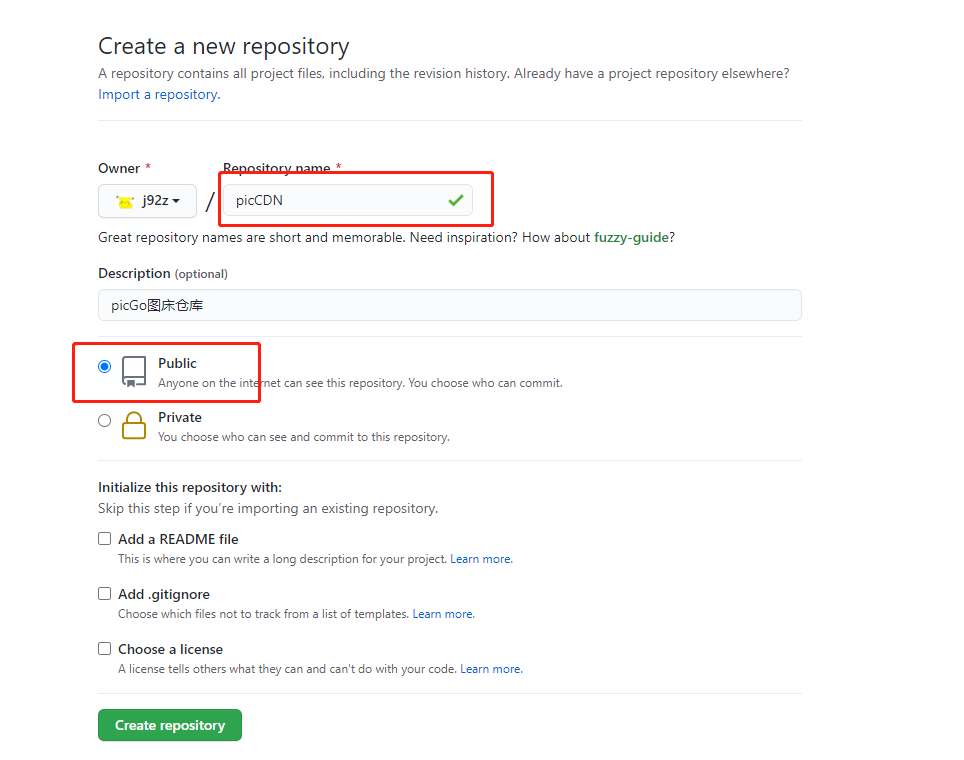 Create a new repository
A repository contains all project files, including the revision history. Already have a project repository elsewhere?
Import a repository.
Owner *
Repository name *
j92z
/
picCDN
Great repository names are short and memorable. Need inspiration? How about fuzzy-guide?
Description (optional)
picGo图床仓库
Public
Anyone on the internet can see this repository. You choose who can commit.
Private
You choose who can see and commit to this repository.
Initialize this repository with:
Skip this step if you’re importing an existing repository.
Add a README file
This is where you can write a long description for your project. Learn more.
Add .gitignore
Choose which files not to track from a list of templates. Learn more.
Choose a license
A license tells others what they can and can't do with your code. Learn more.
Create repository